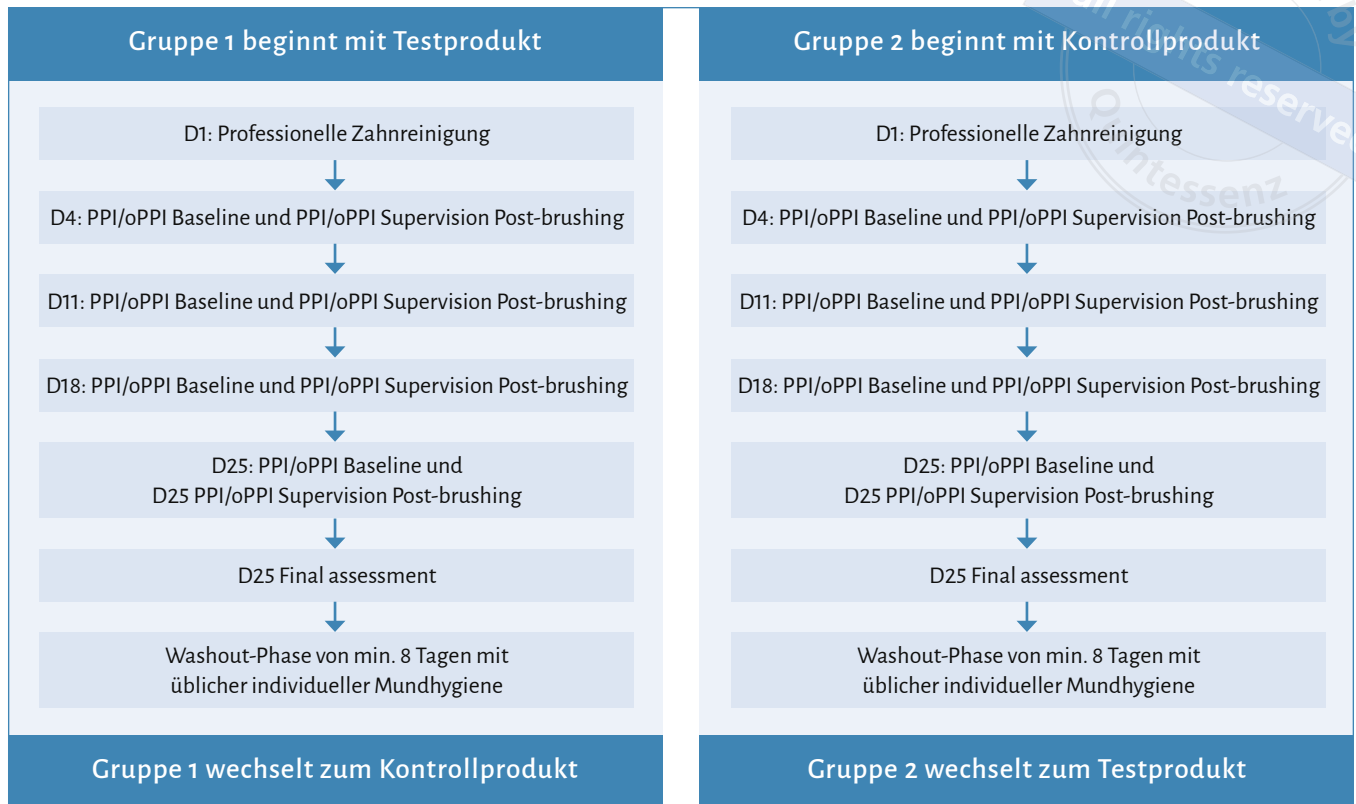 Gruppe 1 beginnt mit Testprodukt
D1: Professionelle Zahnreinigung
D4: PPI/oPPI Baseline und PPI/oPPI Supervision Post-brushing
D11: PPI/oPPI Baseline und PPI/oPPI Supervision Post-brushing
D18: PPI/oPPI Baseline und PPI/oPPI Supervision Post-brushing
D25: PPI/oPPI Baseline und
D25 PPI/oPPI Supervision Post-brushing
D25 Final assessment
Washout-Phase von min. 8 Tagen mit
üblicher individueller Mundhygiene
Gruppe 1 wechselt zum Kontrollprodukt
Gruppe 2 beginnt mit Kontrollprodukt
D1: Professionelle Zahnreinigung
D4: PPI/oPPI Baseline und PPI/oPPI Supervision Post-brushing
D11: PPI/oPPI Baseline und PPI/oPPI Supervision Post-brushing
D18: PPI/oPPI Baseline und PPI/oPPI Supervision Post-brushing
D25: PPI/oPPI Baseline und
D25 PPI/oPPI Supervision Post-brushing
D25 Final assessment
Washout-Phase von min. 8 Tagen mit
üblicher individueller Mundhygiene
Gruppe 2 wechselt zum Testprodukt
by
all rights reserved
Quintessenz